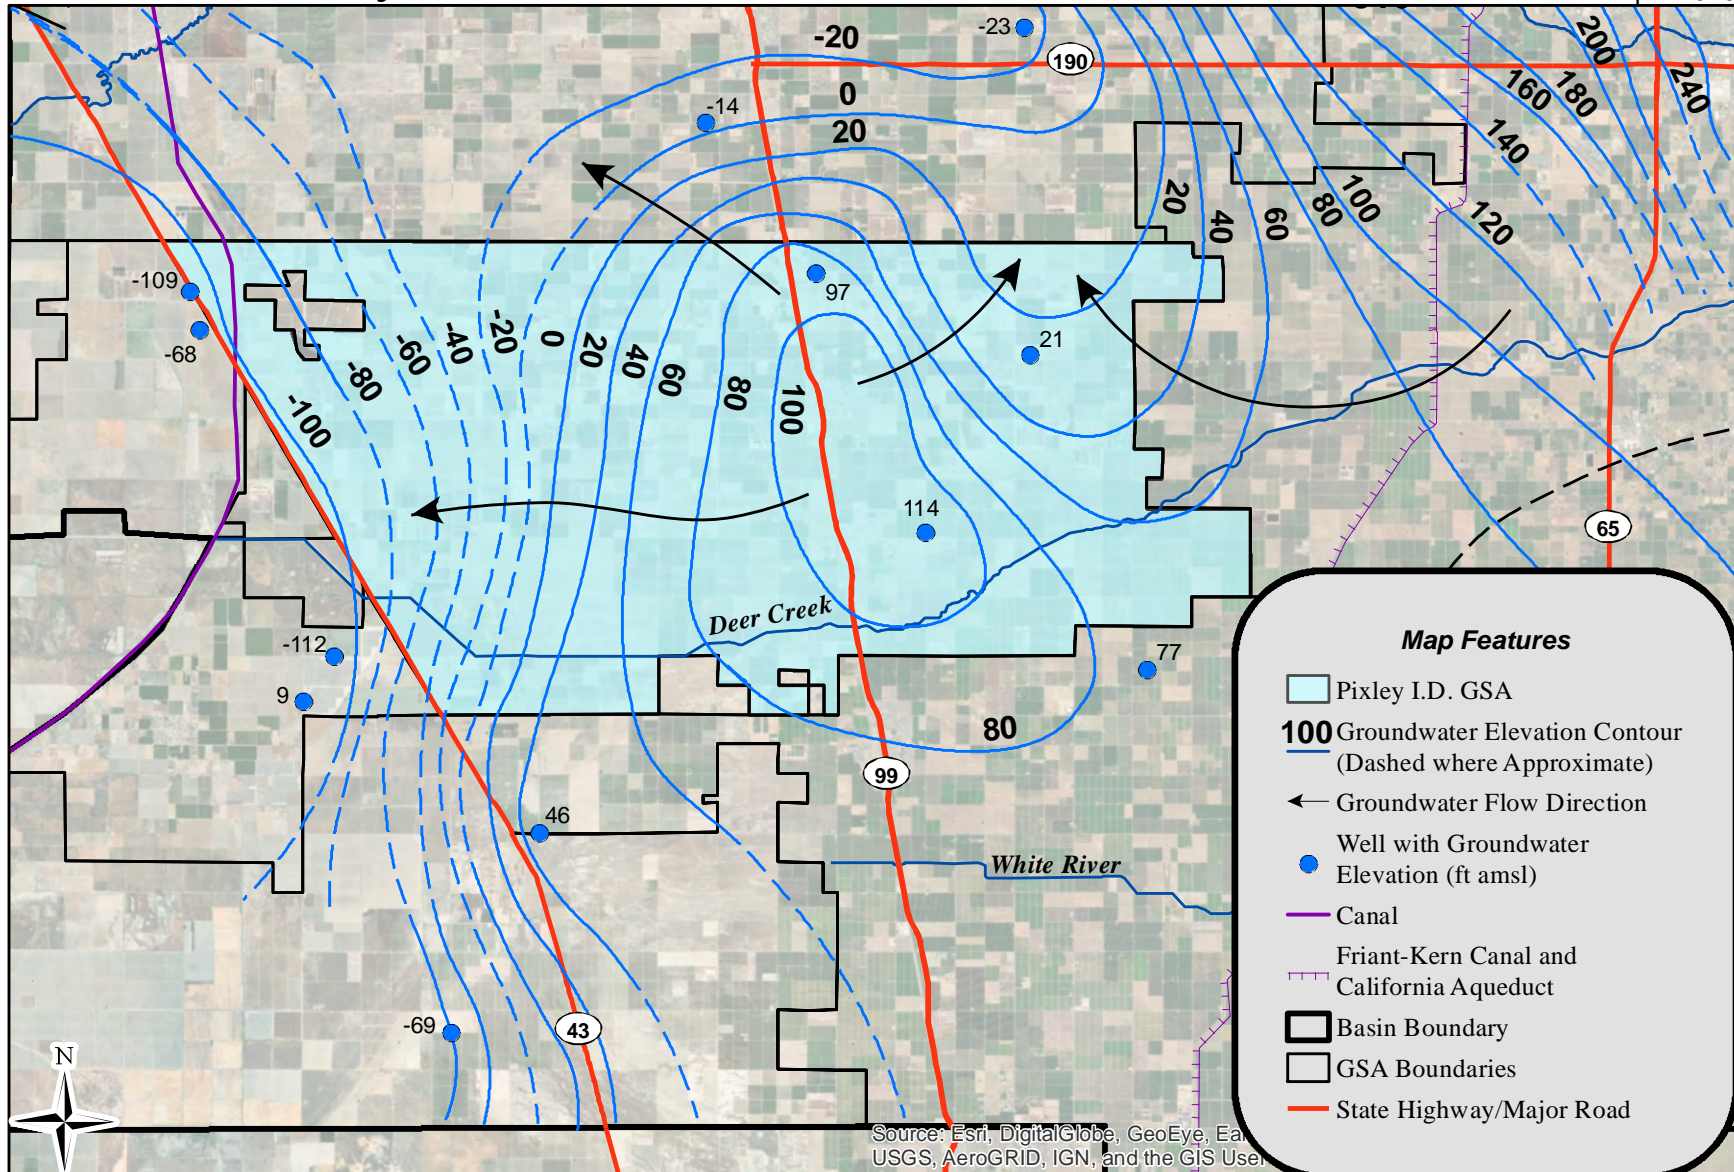 -23
-20
190
200
240
180
160
0
-14
20
140
100
80
120
20
40
60
-109
97
-68
21
-20
-40
-60
-80
-100
0
20
40
60
80
100
114
65
Deer Creek
-112
77
9
80
99
46
White River
-69
43
N
Map Features
Pixley I.D. GSA
100 Groundwater Elevation Contour
(Dashed where Approximate)
Groundwater Flow Direction
Well with Groundwater
Elevation (ft amsl)
Canal
Friant-Kern Canal and
California Aqueduct
Basin Boundary
GSA Boundaries
State Highway/Major Road
Source: Esri, DigitalGlobe, GeoEye,
USGS, AeroGRID, IGN, and the GIS User